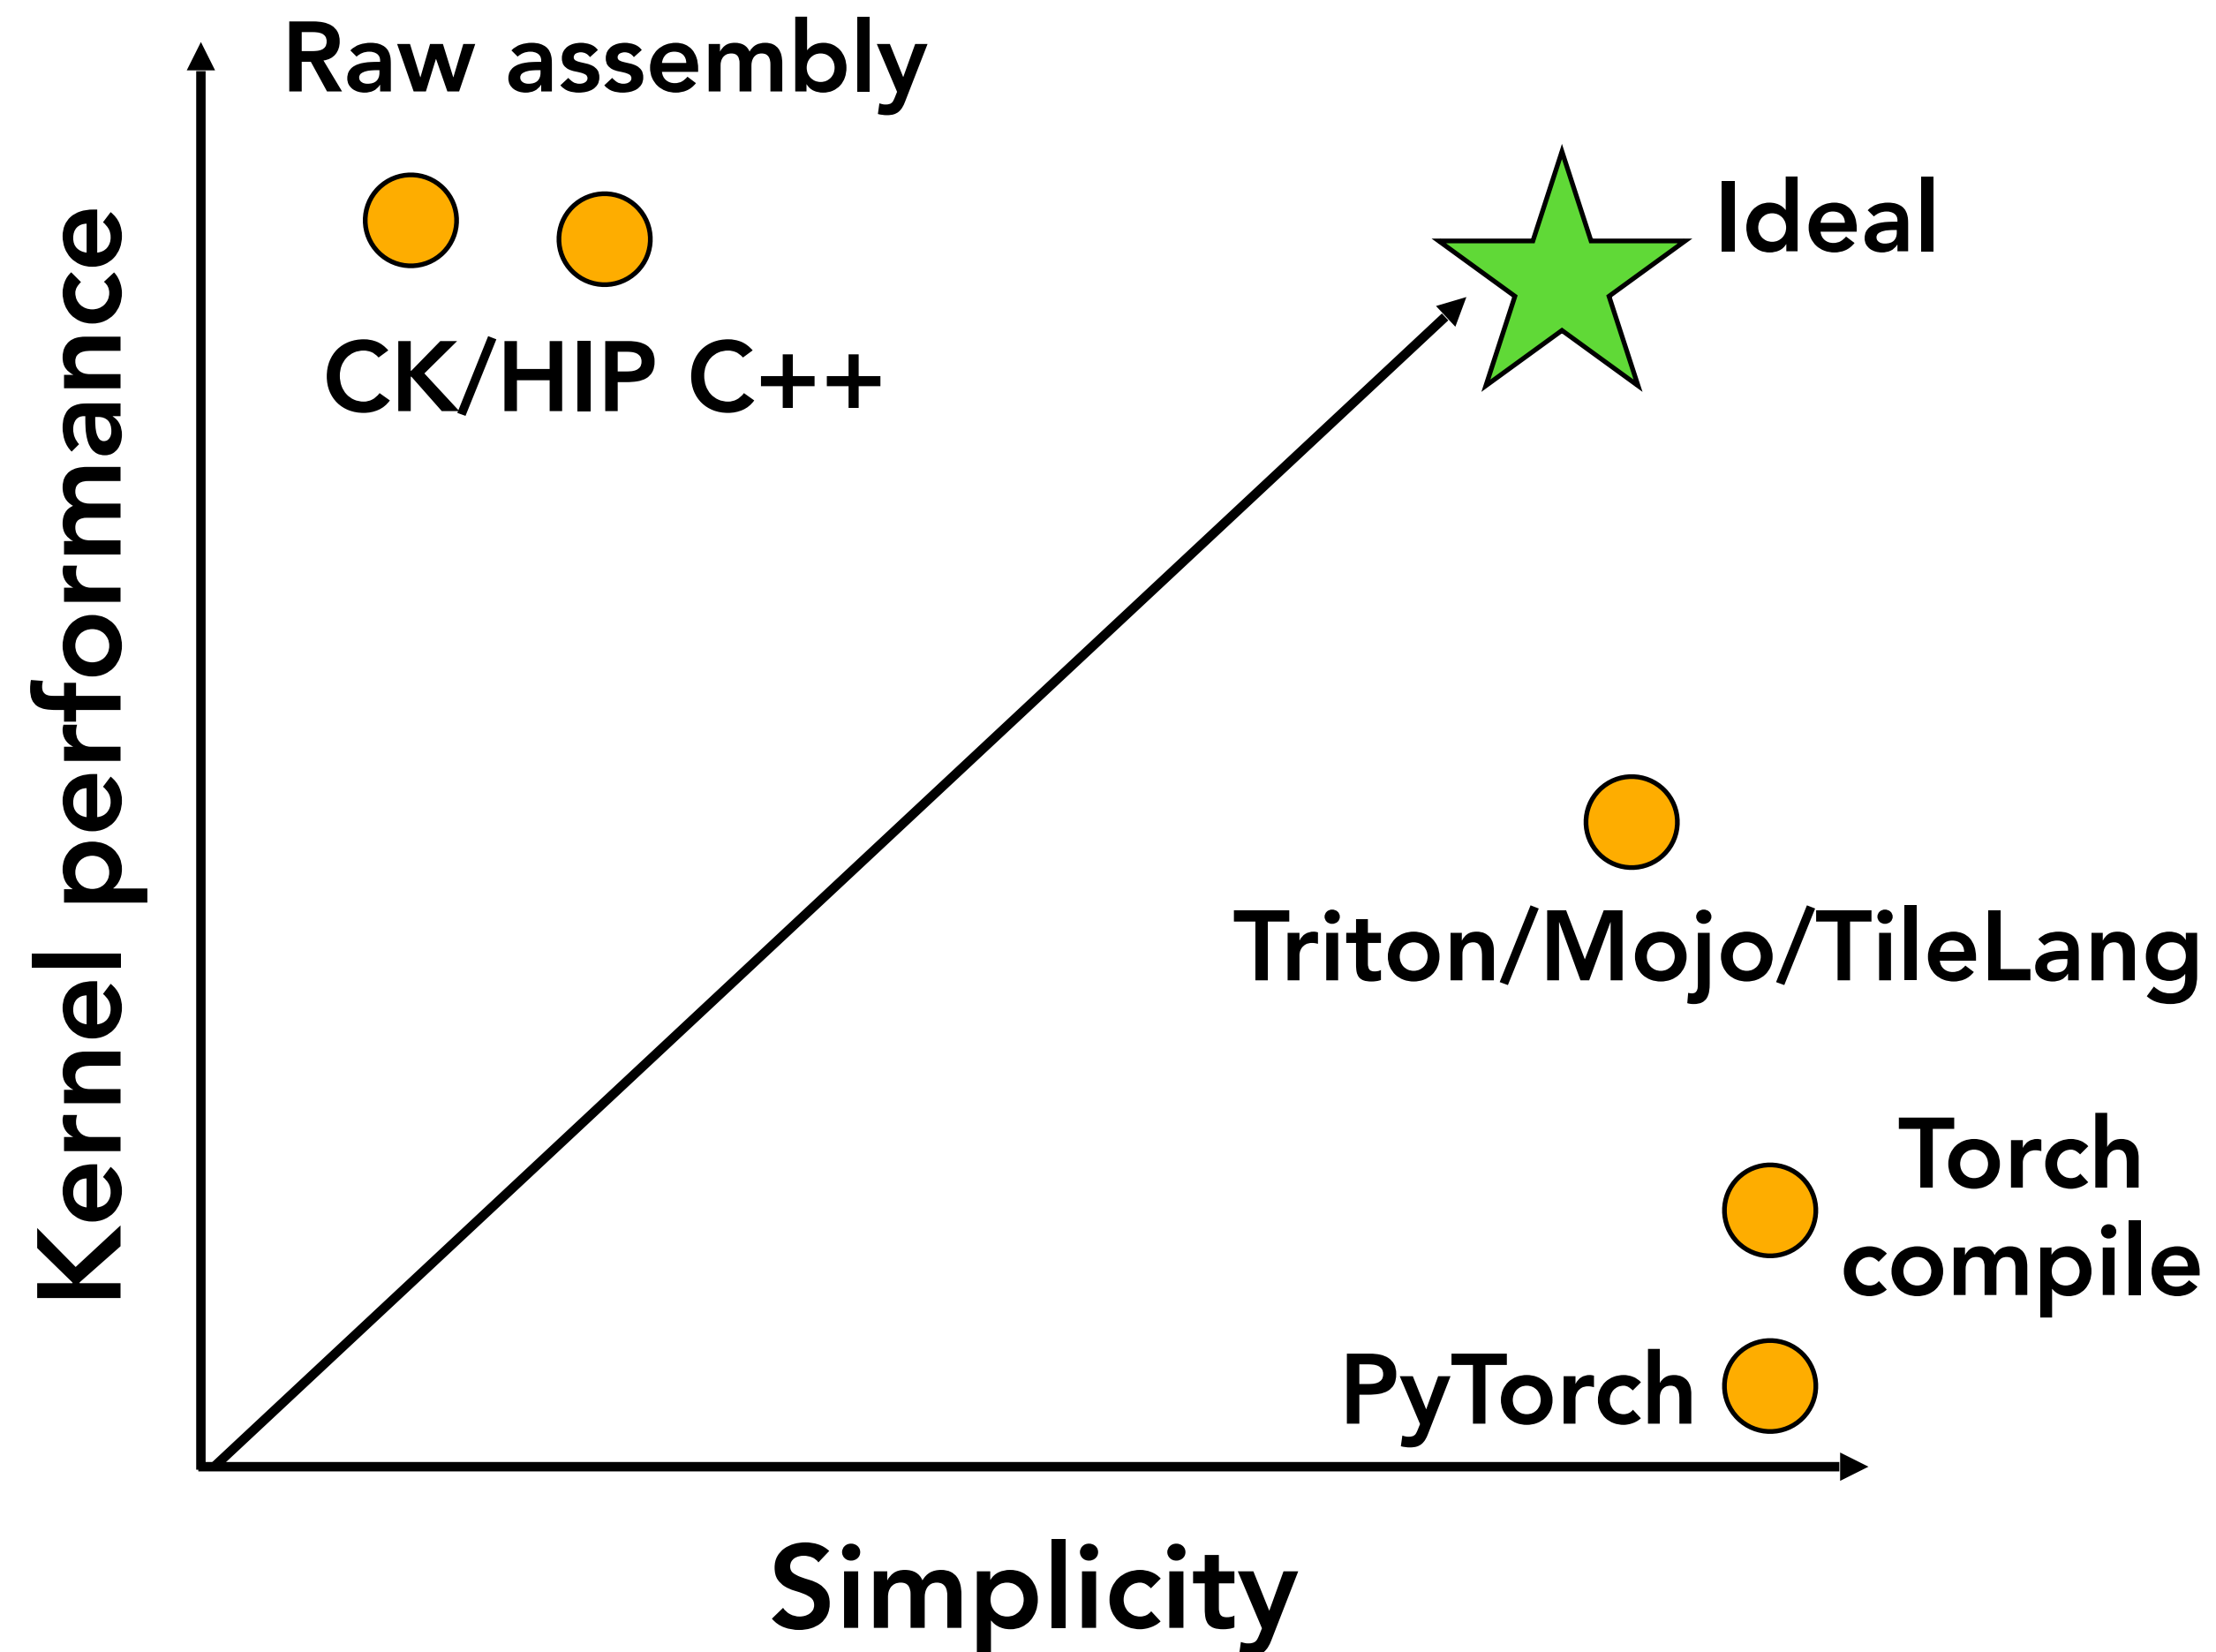 Raw assembly
Ideal
CK/HIP C++
Kernel performance
Triton/Mojo/TileLang
Torch
compile
PyTorch
Simplicity